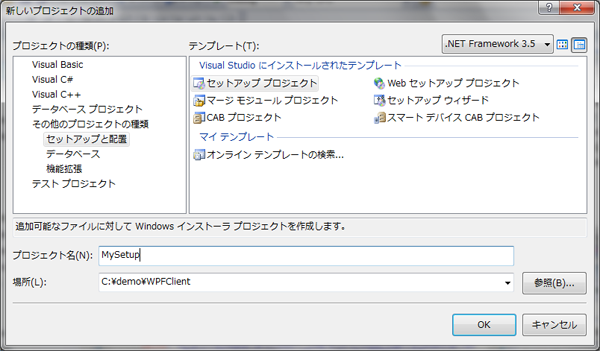 新しいプロジェクトの追加
プロジェクトの種類(P):
テンプレート(T):
.NET Framework 3.5
Visual Basic
Visual C#
Visual C++
データベース プロジェクト
その他のプロジェクトの種類
セットアップと配置
データベース
機能拡張
テスト プロジェクト
Visual Studio にインストールされたテンプレート
セットアップ プロジェクト
Web セットアップ プロジェクト
マージ モジュール プロジェクト
セットアップ ウィザード
CAB プロジェクト
スマート デバイス CAB プロジェクト
マイ テンプレート
オンライン テンプレートの検索...
追加可能なファイルに対して Windows インストーラ プロジェクトを作成します。
プロジェクト名(N):
MySetup
場所(L):
C:¥demo¥WPFClient
参照(B)...
OK
キャンセル